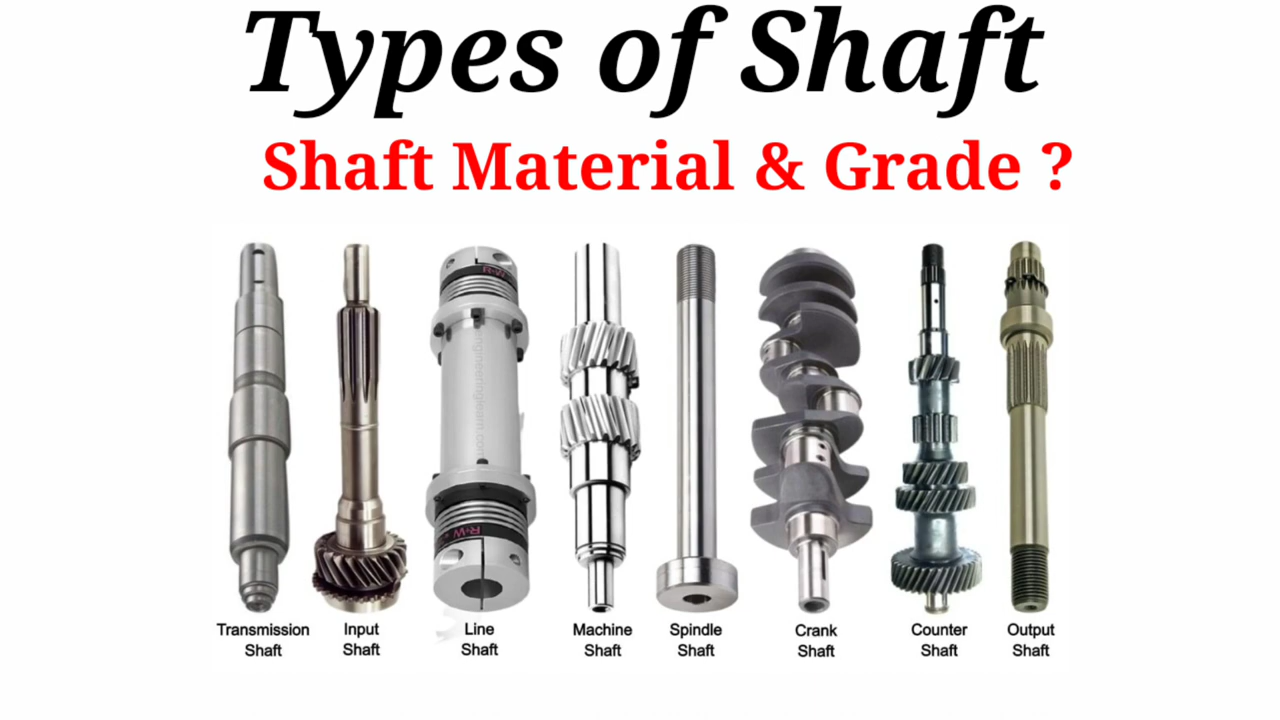 Types of Shaft
Shaft Material & Grade ?
R+W
R+W
Transmission
Shaft
Input
Shaft
Line
Shaft
Machine
Shaft
Spindle
Shaft
Crank
Shaft
Counter
Shaft
Output
Shaft